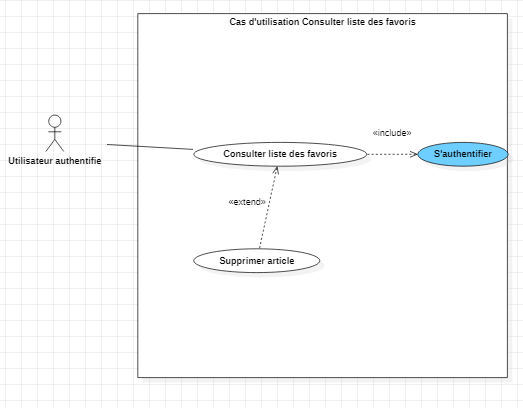 Cas d'utilisation Consulter liste des favoris
«include»
Utilisateur authentifie
Consulter liste des favoris
S'authentifier
«extend»
Supprimer article